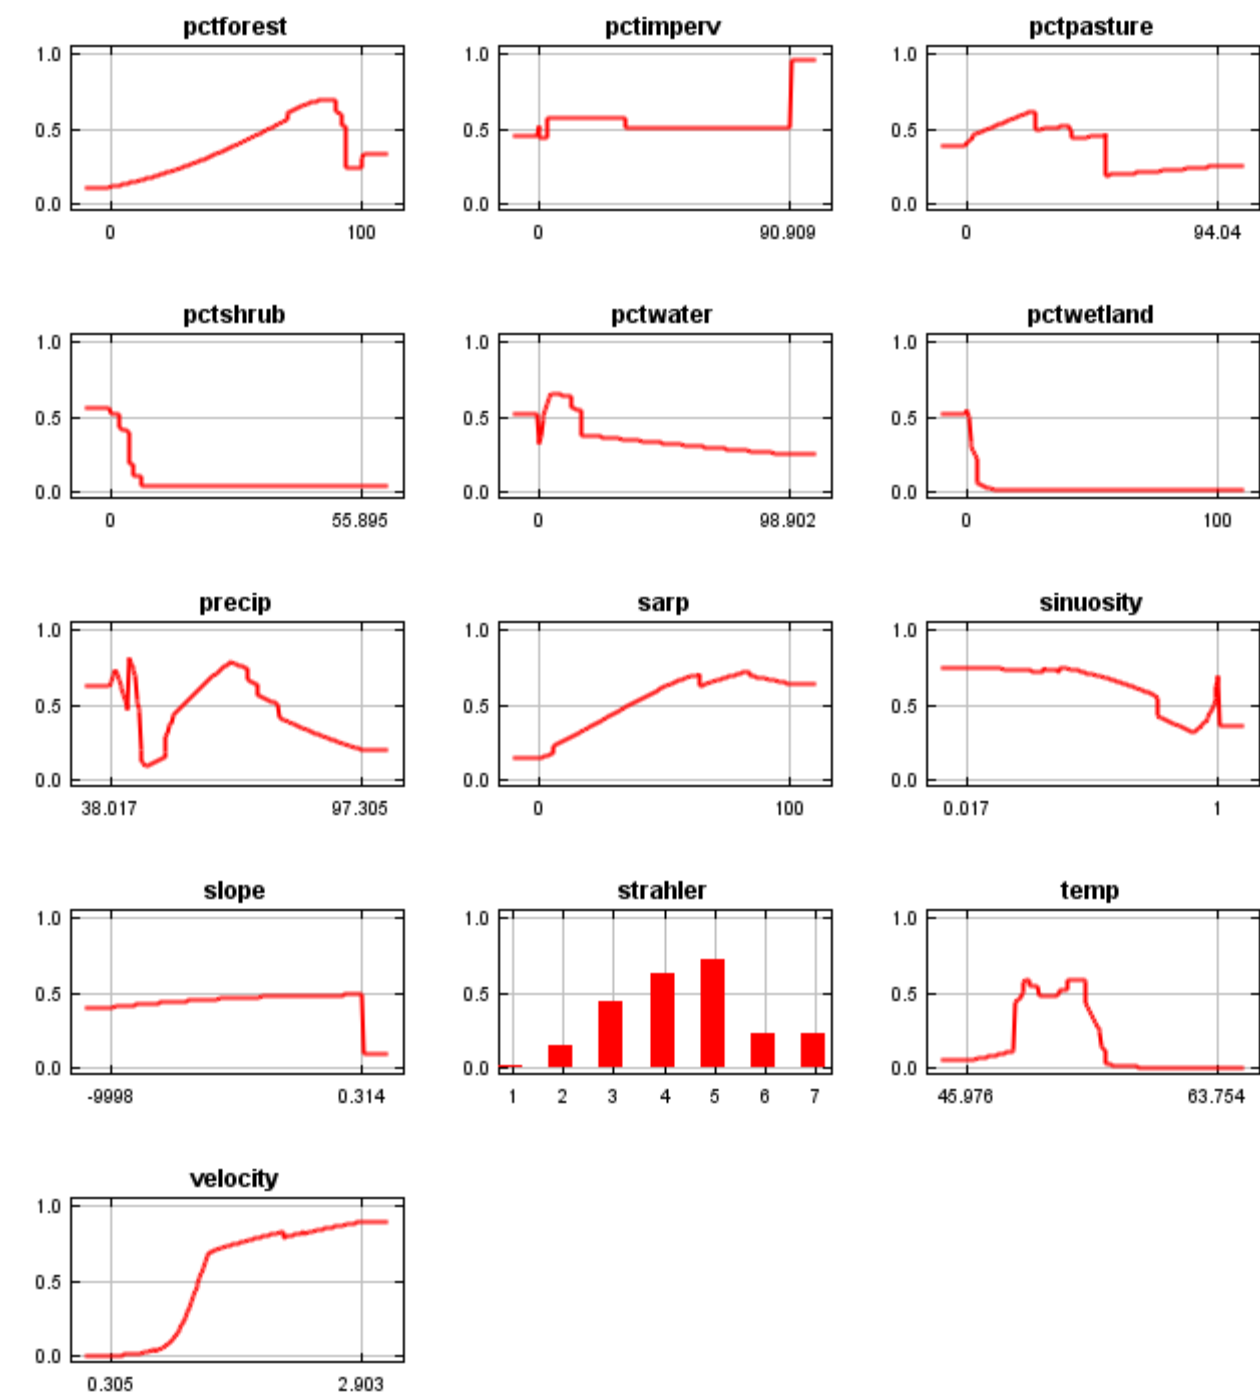 pctforest pctimperv pctpasture
1.0 1.0 1.0
0.5 0.5 0.5
0.0 0.0 0.0
0 100 0 90.909 0 94.04
pctshrub pctwater pctwetland
1.0 1.0 1.0
0.5 0.5 0.5
0.0 0.0 0.0
0 55.895 0 98.902 0 100
precip sarp sinuosity
1.0 1.0 1.0
0.5 0.5 0.5
0.0 0.0 0.0
38.017 97.305 0 100 0.017 1
slope strahler temp
1.0 1.0 1.0
0.5 0.5 0.5
0.0 0.0 0.0
-9998 0.314 1 2 3 4 5 6 7 45.976 63.754
velocity
1.0
0.5
0.0
0.305 2.903